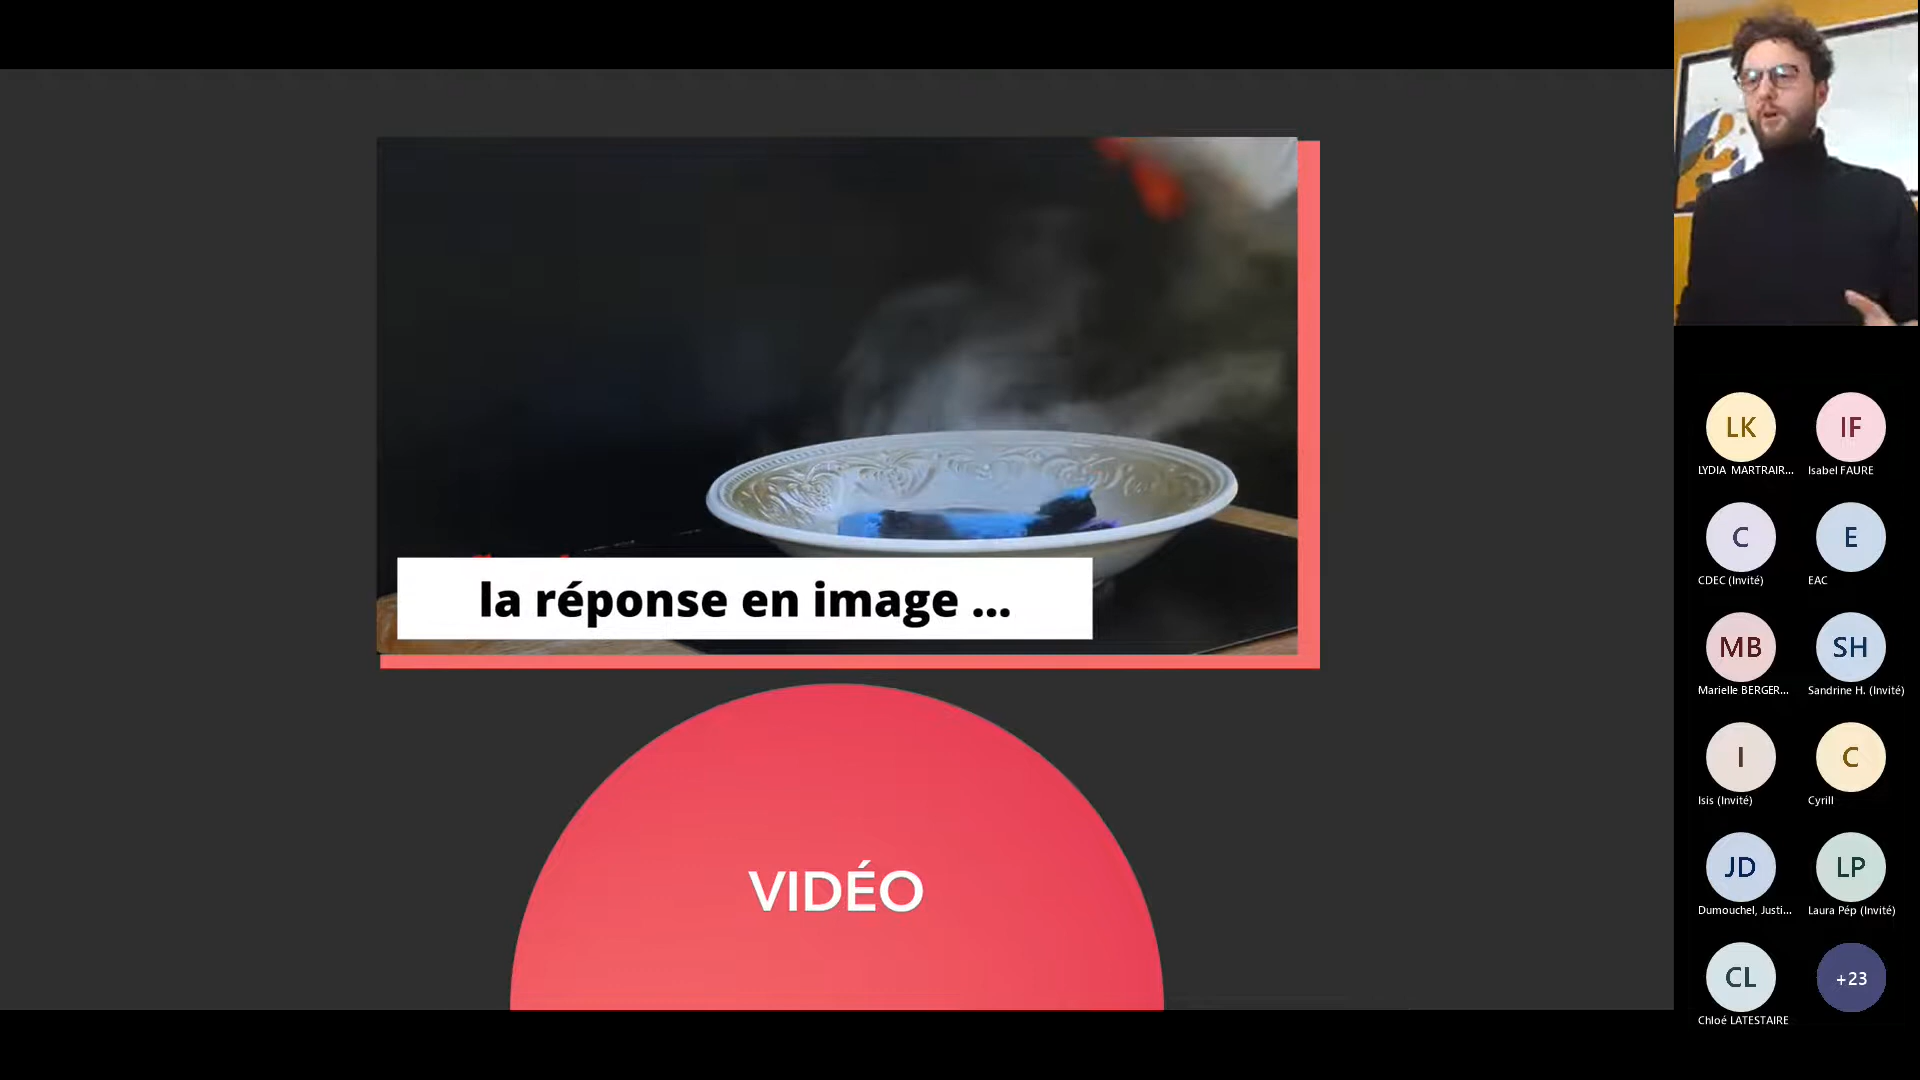 la réponse en image ...
VIDÉO
LK
IF
LYDIA MARTRAIR...
Isabel FAURE
C
E
CDEC (Invité)
EAC
MB
SH
Marielle BERGER...
Sandrine H. (Invité)
I
C
Isis (Invité)
Cyrill
JD
LP
Dumouchel, Justi...
Laura Pép (Invité)
CL
+23
Chloé LATESTAIRE